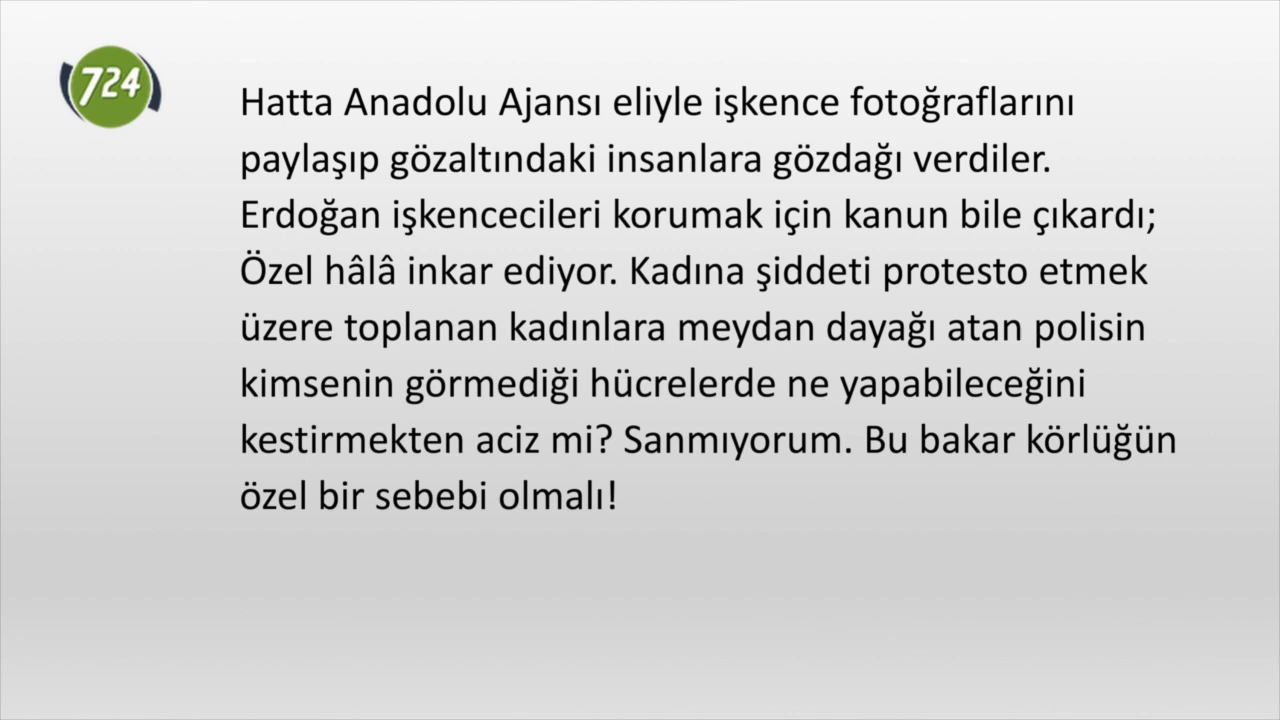 724
Hatta Anadolu Ajansı eliyle işkence fotoğraflarını
paylaşıp gözaltındaki insanlara gözdağı verdiler.
Erdoğan işkencecileri korumak için kanun bile çıkardı;
Özel hâlâ inkar ediyor. Kadına şiddeti protesto etmek
üzere toplanan kadınlara meydan dayağı atan polisin
kimsenin görmediği hücrelerde ne yapabileceğini
kestirmekten aciz mi? Sanmıyorum. Bu bakar körlüğün
özel bir sebebi olmalı!